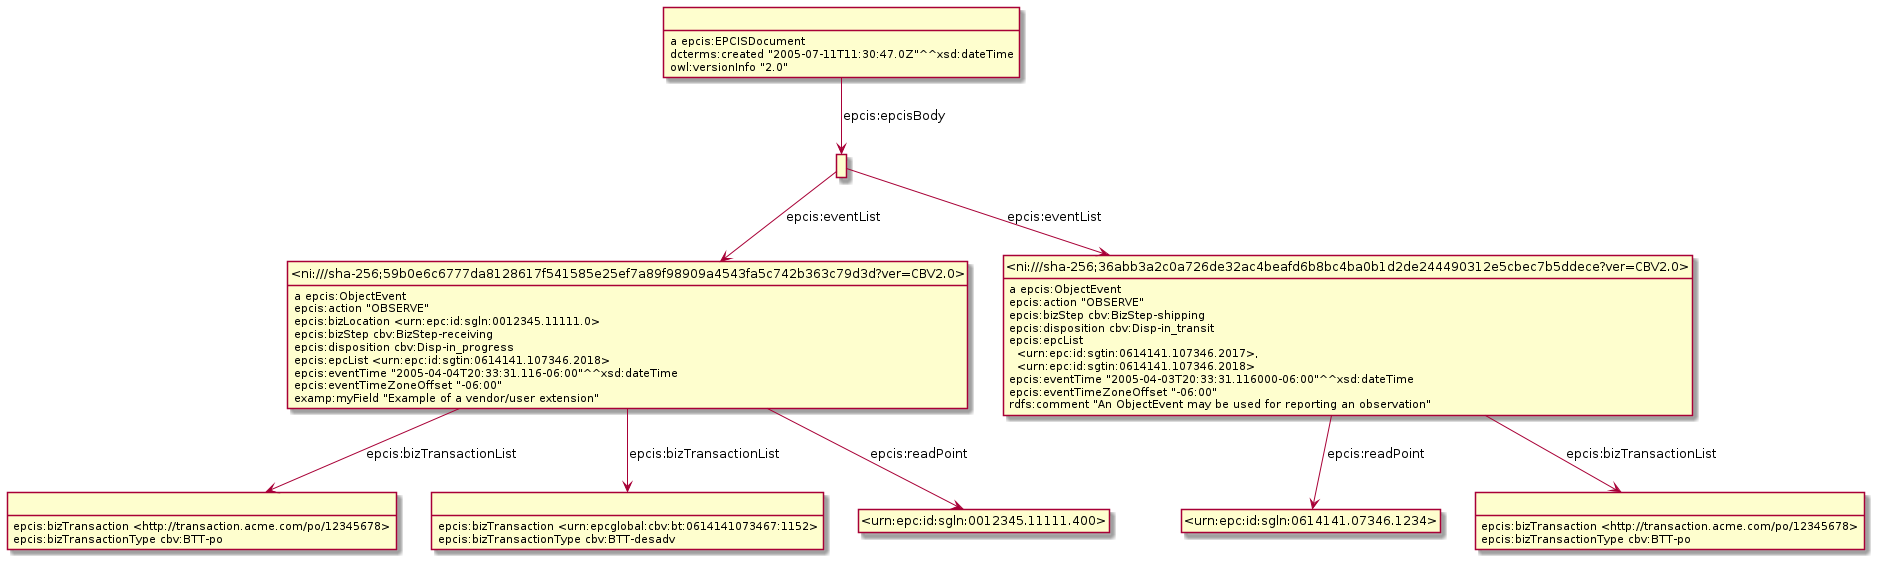 a epcis:EPCISDocument
dcterms:created "2005-07-11T11:30:47.0Z"^^xsd:dateTime
owl:versionInfo "2.0"
epcis:epcisBody
epcis:eventList
epcis:eventList
<ni:///sha-256;59b0e6c6777da8128617f541585e25ef7a89f98909a4543fa5c742b363c79d3d?ver=CBV2.0>
a epcis:ObjectEvent
epcis:action "OBSERVE"
epcis:bizLocation <urn:epc:id:sgln:0012345.11111.0>
epcis:bizStep cbv:BizStep-receiving
epcis:disposition cbv:Disp-in_progress
epcis:epcList <urn:epc:id:sgtin:0614141.107346.2018>
epcis:eventTime "2005-04-04T20:33:31.116-06:00"^^xsd:dateTime
epcis:eventTimeZoneOffset "-06:00"
examp:myField "Example of a vendor/user extension"
<ni:///sha-256;36abb3a2c0a726de32ac4beafd6b8bc4ba0b1d2de244490312e5cbec7b5ddece?ver=CBV2.0>
a epcis:ObjectEvent
epcis:action "OBSERVE"
epcis:bizStep cbv:BizStep-shipping
epcis:disposition cbv:Disp-in_transit
epcis:epcList
<urn:epc:id:sgtin:0614141.107346.2017>,
<urn:epc:id:sgtin:0614141.107346.2018>
epcis:eventTime "2005-04-03T20:33:31.116000-06:00"^^xsd:dateTime
epcis:eventTimeZoneOffset "-06:00"
rdfs:comment "An ObjectEvent may be used for reporting an observation"
epcis:bizTransactionList
epcis:bizTransactionList
epcis:readPoint
epcis:readPoint
epcis:bizTransactionList
epcis:bizTransaction <http://transaction.acme.com/po/12345678>
epcis:bizTransactionType cbv:BTT-po
epcis:bizTransaction <urn:epcglobal:cbv:bt:0614141073467:1152>
epcis:bizTransactionType cbv:BTT-desadv
<urn:epc:id:sgln:0012345.11111.400>
<urn:epc:id:sgln:0614141.07346.1234>
epcis:bizTransaction <http://transaction.acme.com/po/12345678>
epcis:bizTransactionType cbv:BTT-po